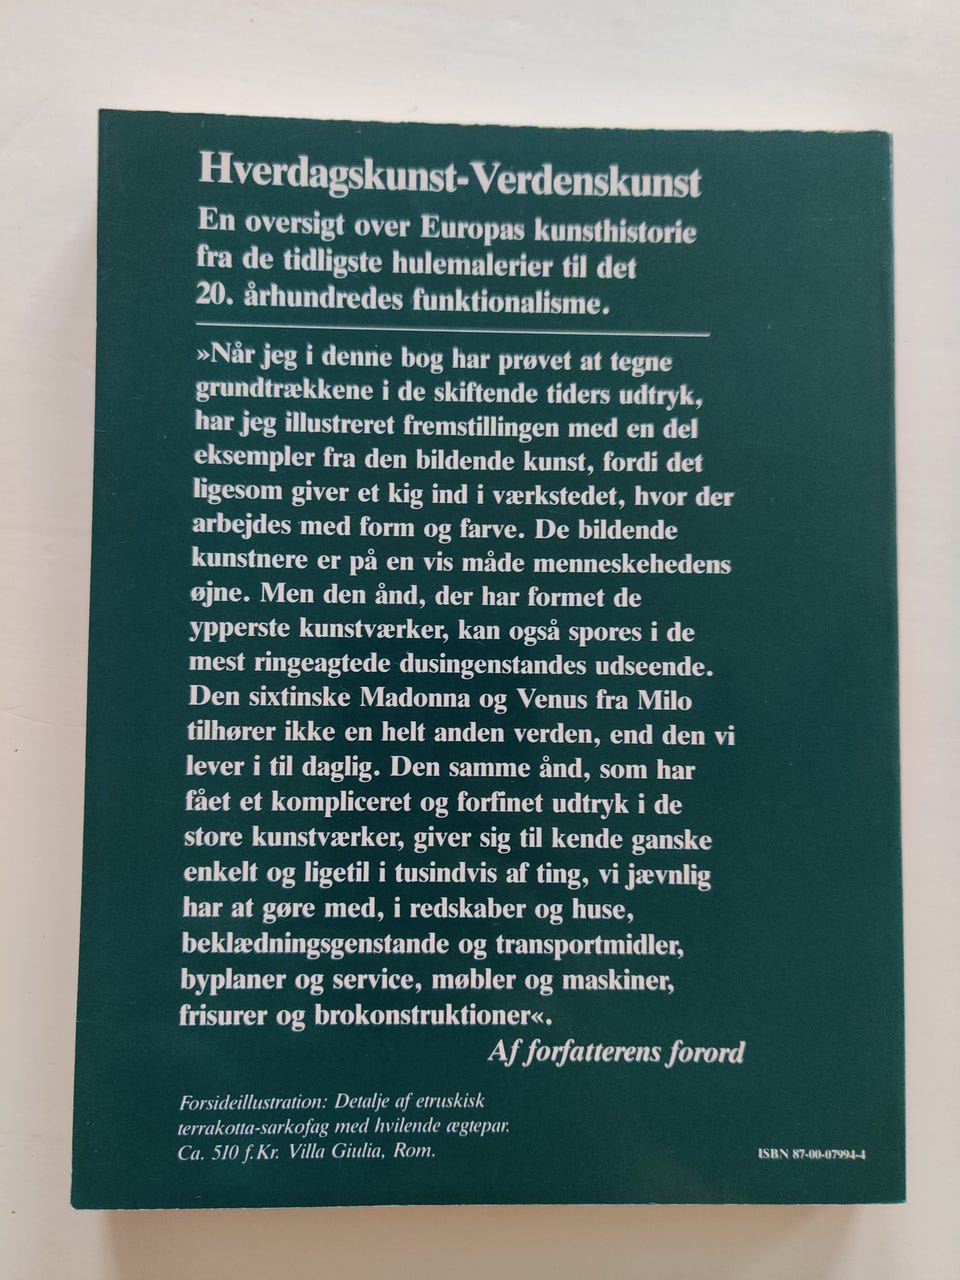 Hverdagskunst-Verdenskunst
En oversigt over Europas kunsthistorie
fra de tidligste hulemalerier til det
20. århundredes funktionalisme.
»Når jeg i denne bog har prøvet at tegne
grundtrækkene i de skiftende tiders udtryk,
har jeg illustreret fremstillingen med en del
eksempler fra den bildende kunst, fordi det
ligesom giver et kig ind i værkstedet, hvor der
arbejdes med form og farve. De bildende
kunstnere er på en vis måde menneskehedens
øjne. Men den ånd, der har formet de
ypperste kunstværker, kan også spores i de
mest ringeagtede dusingenstandes udseende.
Den sixtinske Madonna og Venus fra Milo
tilhører ikke en helt anden verden, end den vi
lever i til daglig. Den samme ånd, som har
fået et kompliceret og forfinet udtryk i de
store kunstværker, giver sig til kende ganske
enkelt og ligetil i tusindvis af ting, vi jævnlig
har at gøre med, i redskaber og huse,
beklædningsgenstande og transportmidler,
byplaner og service, møbler og maskiner,
frisurer og brokonstruktioner«.
Af forfatterens forord
Forsideillustration: Detalje af etruskisk
terrakotta-sarkofag med hvilende ægtepar.
Ca. 510 f.Kr. Villa Giulia, Rom.
ISBN 87-00-07994-4